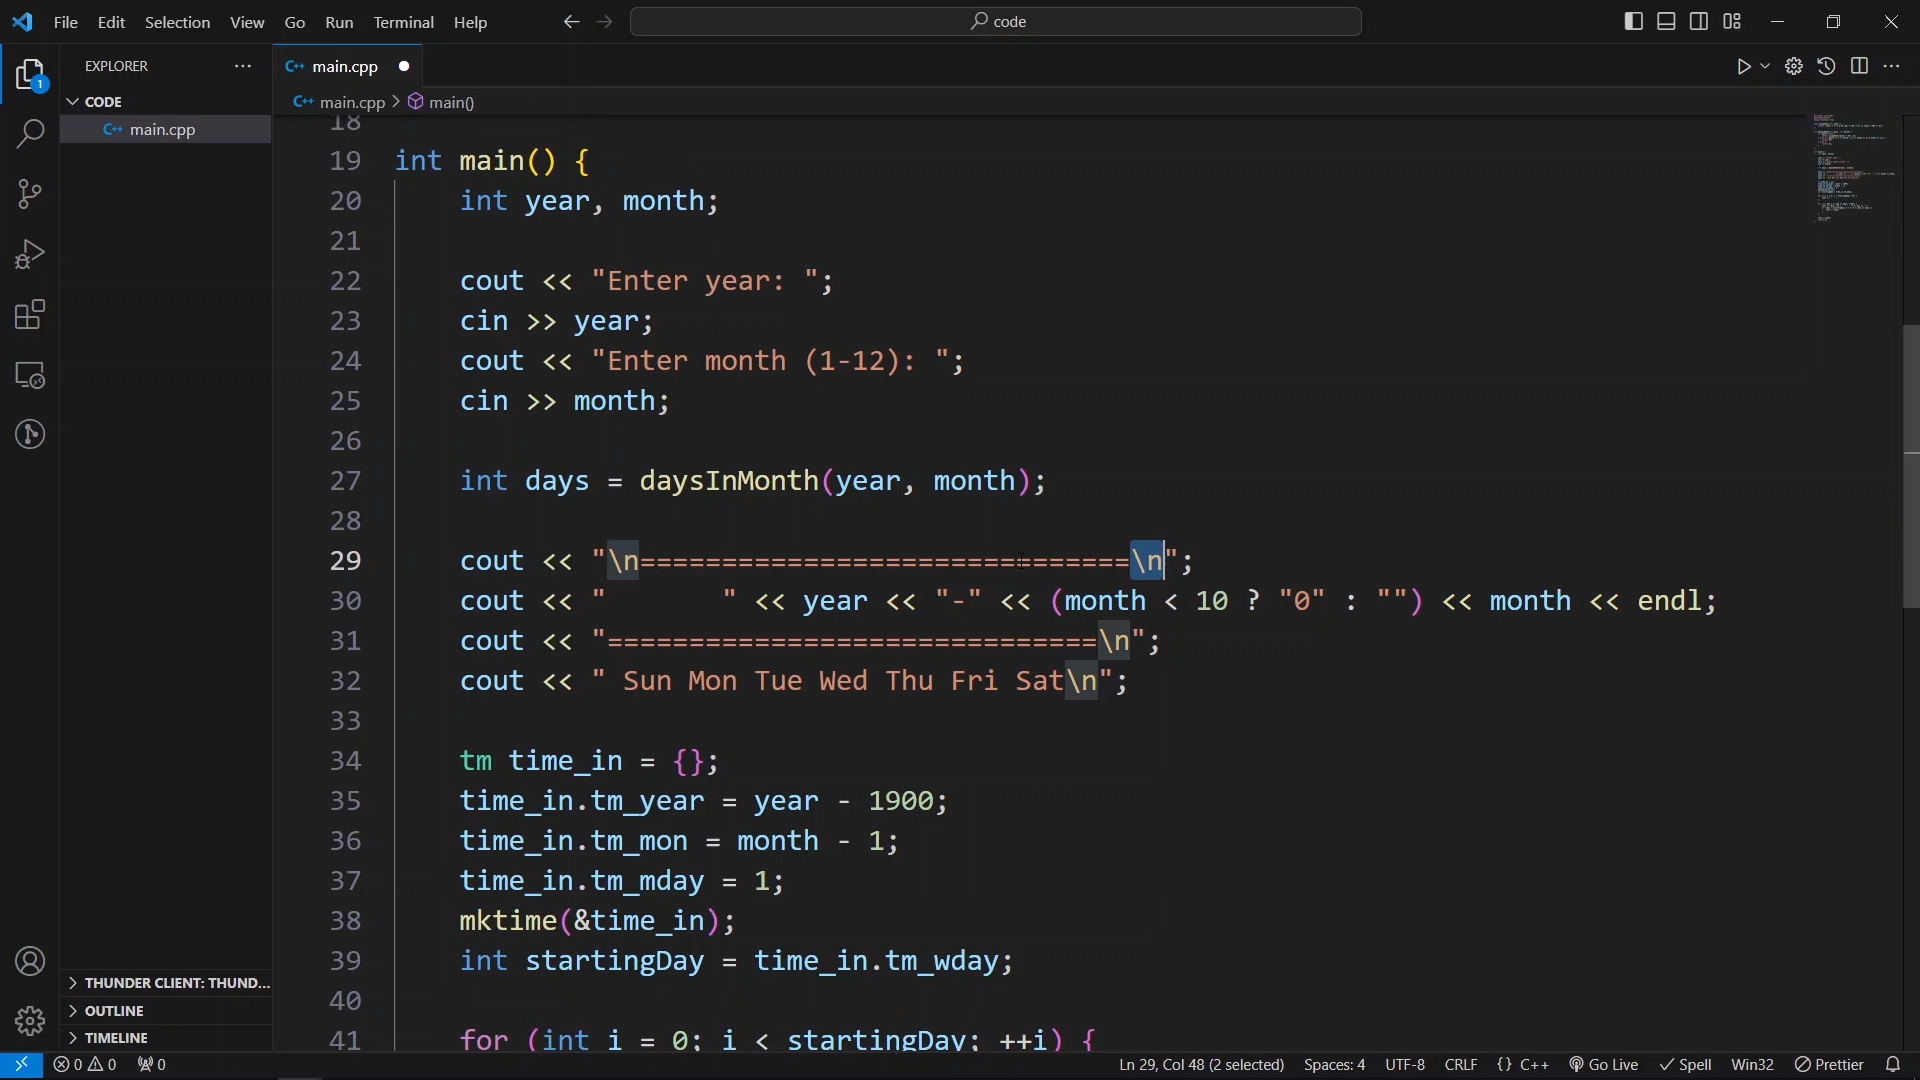 File Edit Selection View Go Run Terminal Help code
EXPLORER
main.cpp
CODE
main.cpp > main()
main.cpp
1
18
19 int main() {
20 int year, month;
21
22 cout << "Enter year: ";
23 cin >> year;
24 cout << "Enter month (1-12): ";
25 cin >> month;
26
27 int days = daysInMonth(year, month);
28
29 cout << "\n==============================\n";
30 cout << "       " << year << "-" << (month < 10 ? "0" : "") << month << endl;
31 cout << "==============================\n";
32 cout << " Sun Mon Tue Wed Thu Fri Sat\n";
33
34 tm time_in = {};
35 time_in.tm_year = year - 1900;
36 time_in.tm_mon = month - 1;
37 time_in.tm_mday = 1;
38 mktime(&time_in);
39 int startingDay = time_in.tm_wday;
40
41 for (int i = 0; i < startingDay; ++i) {
THUNDER CLIENT: THUND...
OUTLINE
TIMELINE
0 0 0 Ln 29, Col 48 (2 selected) Spaces: 4 UTF-8 CRLF {} C++ Go Live Spell Win32 Prettier